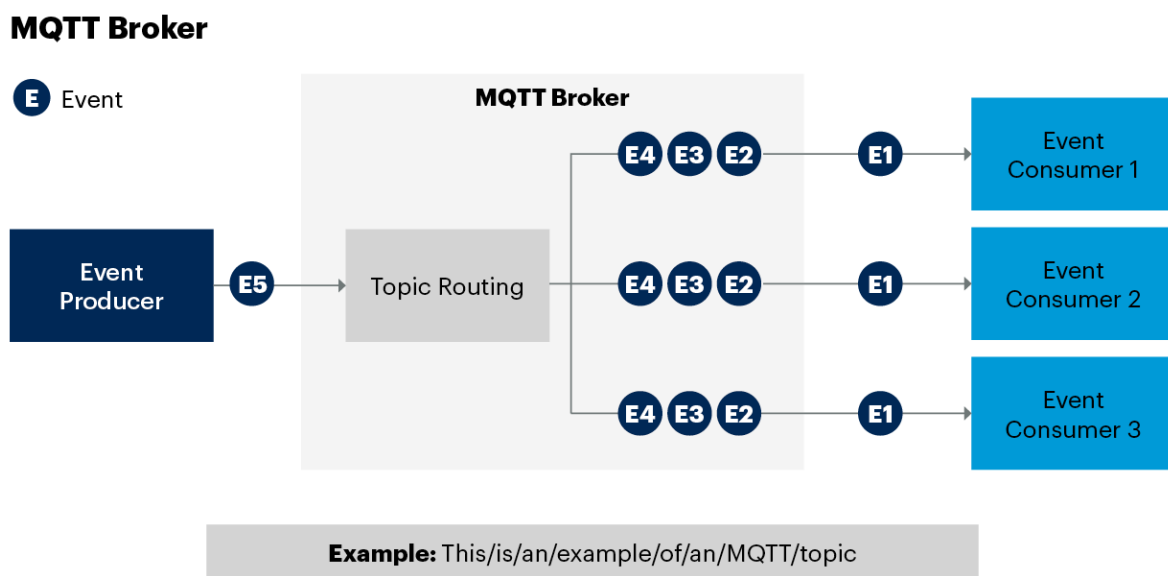 MQTT Broker
E Event
MQTT Broker
E4 E3 E2 E1
Event
Consumer 1
Event
Producer
E5
Topic Routing
E4 E3 E2 E1
Event
Consumer 2
E4 E3 E2 E1
Event
Consumer 3
Example: This/is/an/example/of/an/MQTT/topic